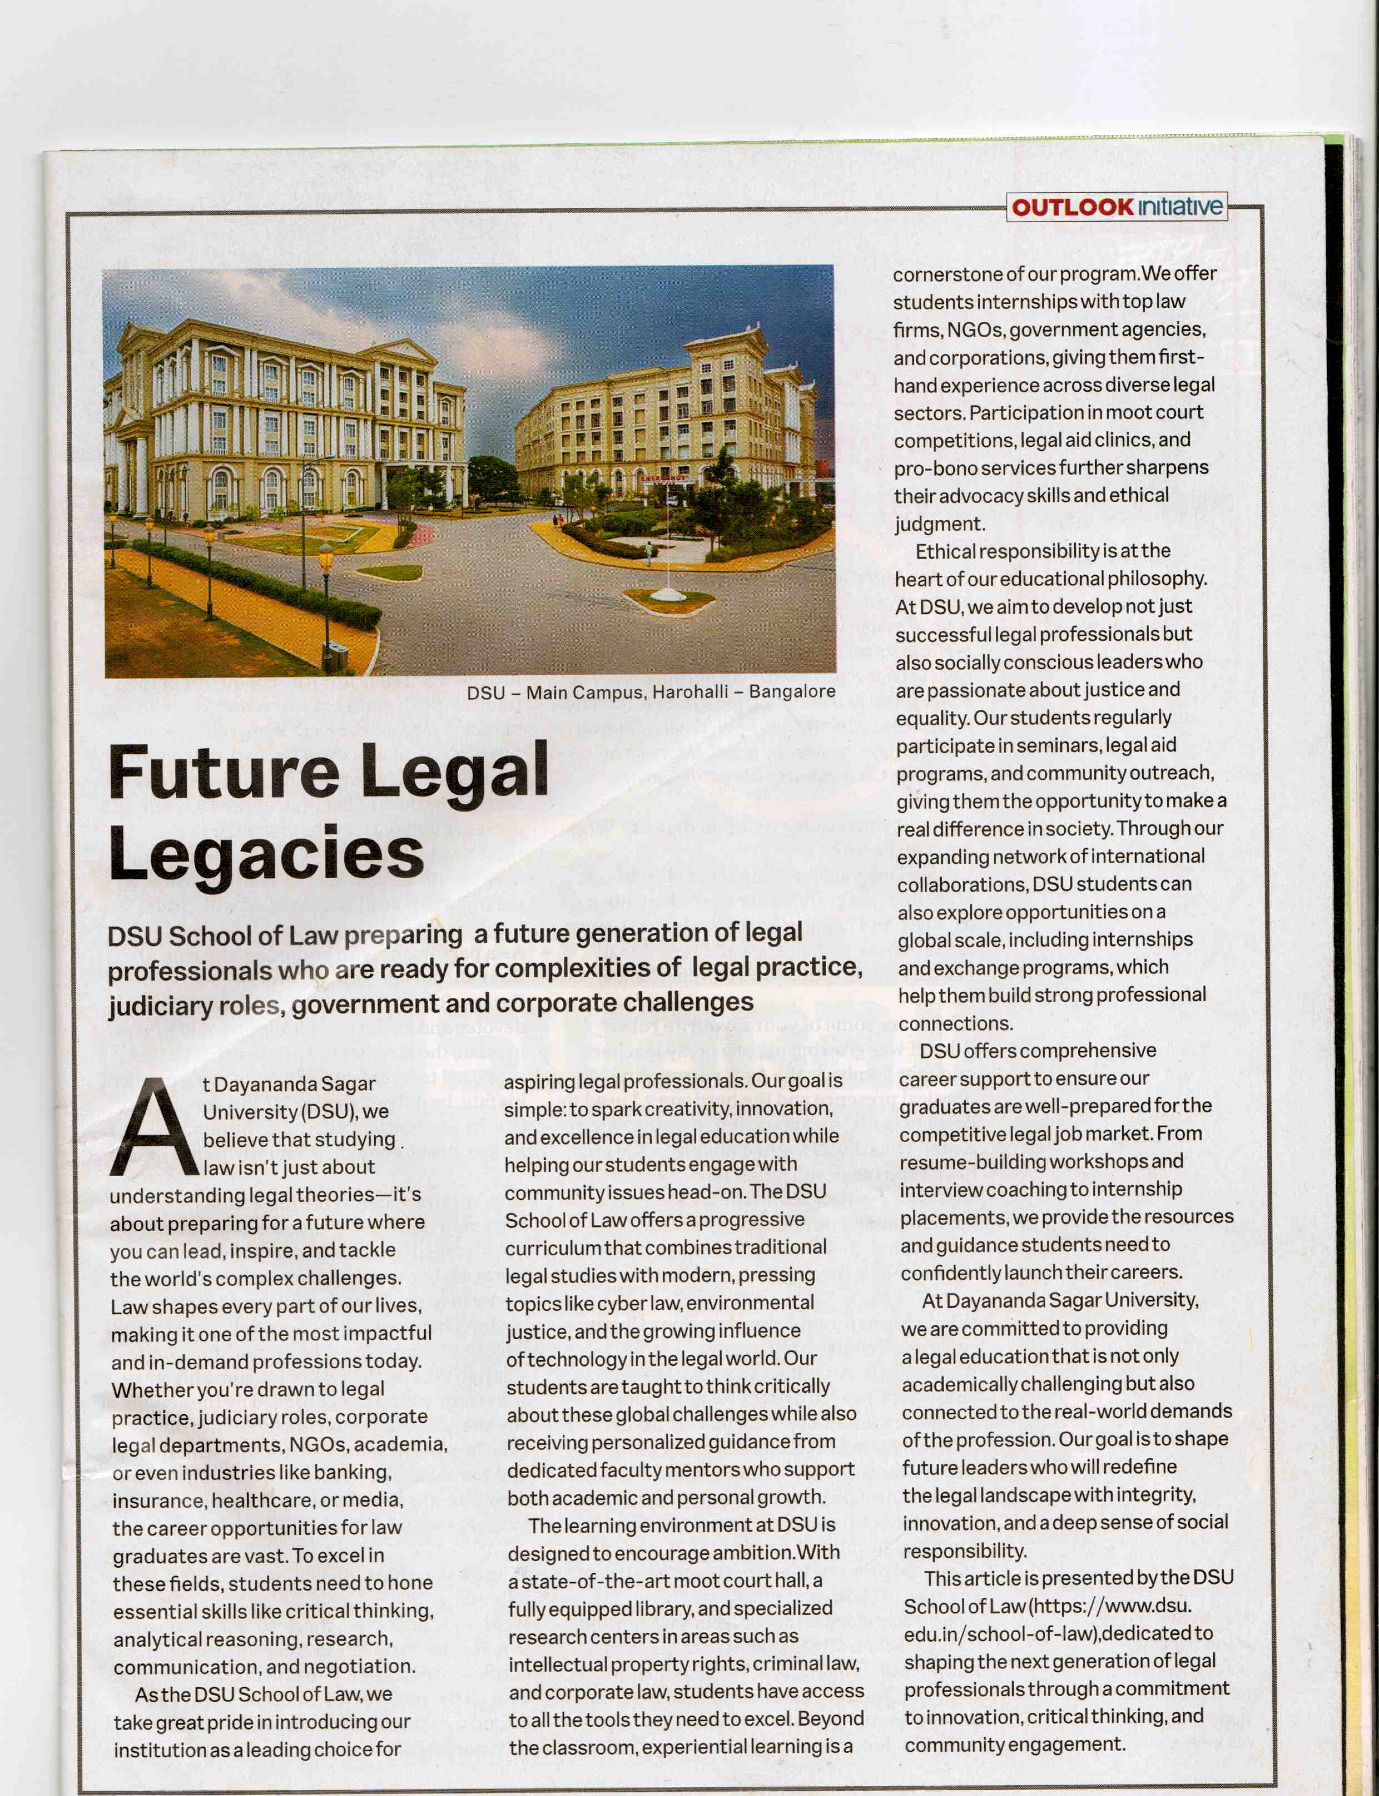 OUTLOOK initiative
DSU – Main Campus, Harohalli – Bangalore
Future Legal
Legacies
DSU School of Law preparing a future generation of legal
professionals who are ready for complexities of legal practice,
judiciary roles, government and corporate challenges
At Dayananda Sagar
University (DSU), we
believe that studying
law isn't just about
understanding legal theories—it's
about preparing for a future where
you can lead, inspire, and tackle
the world's complex challenges.
Law shapes every part of our lives,
making it one of the most impactful
and in-demand professions today.
Whether you're drawn to legal
practice, judiciary roles, corporate
legal departments, NGOs, academia,
or even industries like banking,
insurance, healthcare, or media,
the career opportunities for law
graduates are vast. To excel in
these fields, students need to hone
essential skills like critical thinking,
analytical reasoning, research,
communication, and negotiation.
As the DSU School of Law, we
take great pride in introducing our
institution as a leading choice for
aspiring legal professionals. Our goal is
simple: to spark creativity, innovation,
and excellence in legal education while
helping our students engage with
community issues head-on. The DSU
School of Law offers a progressive
curriculum that combines traditional
legal studies with modern, pressing
topics like cyber law, environmental
justice, and the growing influence
of technology in the legal world. Our
students are taught to think critically
about these global challenges while also
receiving personalized guidance from
dedicated faculty mentors who support
both academic and personal growth.
The learning environment at DSU is
designed to encourage ambition.With
a state-of-the-art moot court hall, a
fully equipped library, and specialized
research centers in areas such as
intellectual property rights, criminal law,
and corporate law, students have access
to all the tools they need to excel. Beyond
the classroom, experiential learning is a
cornerstone of our program.We offer
students internships with top law
firms, NGOs, government agencies,
and corporations, giving them first-
hand experience across diverse legal
sectors. Participation in moot court
competitions, legal aid clinics, and
pro-bono services further sharpens
their advocacy skills and ethical
judgment.
Ethical responsibility is at the
heart of our educational philosophy.
At DSU, we aim to develop not just
successful legal professionals but
also socially conscious leaders who
are passionate about justice and
equality. Our students regularly
participate in seminars, legal aid
programs, and community outreach,
giving them the opportunity to make a
real difference in society. Through our
expanding network of international
collaborations, DSU students can
also explore opportunities on a
global scale, including internships
and exchange programs, which
help them build strong professional
connections.
DSU offers comprehensive
career support to ensure our
graduates are well-prepared for the
competitive legal job market. From
resume-building workshops and
interview coaching to internship
placements, we provide the resources
and guidance students need to
confidently launch their careers.
At Dayananda Sagar University,
we are committed to providing
a legal education that is not only
academically challenging but also
connected to the real-world demands
of the profession. Our goal is to shape
future leaders who will redefine
the legal landscape with integrity,
innovation, and a deep sense of social
responsibility.
This article is presented by the DSU
School of Law (https://www.dsu.
edu.in/school-of-law),dedicated to
shaping the next generation of legal
professionals through a commitment
to innovation, critical thinking, and
community engagement.